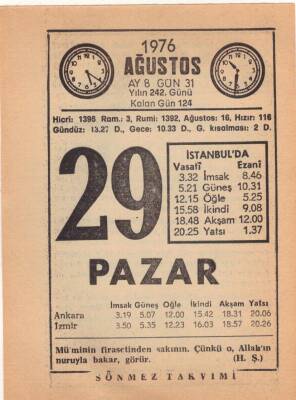 1976
AĞUSTOS
AY 8 GÜN 31
Yılın 242. Günü
Kalan Gün 124
Hicri: 1396 Ram.: 3, Rumi: 1392, Ağustos: 16, Hızır: 116
Gündüz: 13.27 D., Gece: 10.33 D., G. kısalması: 2 D.
29
İSTANBUL'DA
Vasatî Ezanî
3.32 İmsak 8.46
5.21 Güneş 10.31
12.15 Öğle 5.25
15.58 İkindi 9.08
18.48 Akşam 12.00
20.25 Yatsı 1.37
PAZAR
İmsak Güneş Öğle İkindi Akşam Yatsı
Ankara 3.19 5.07 12.00 15.42 18.31 20.06
İzmir 3.50 5.35 12.23 16.03 18.57 20.26
Mü'minin firasetinden sakının. Çünkü o, Allah'ın
nuruyla bakar, görür. (H. Ş.)
SÖNMEZ TAKVİMİ